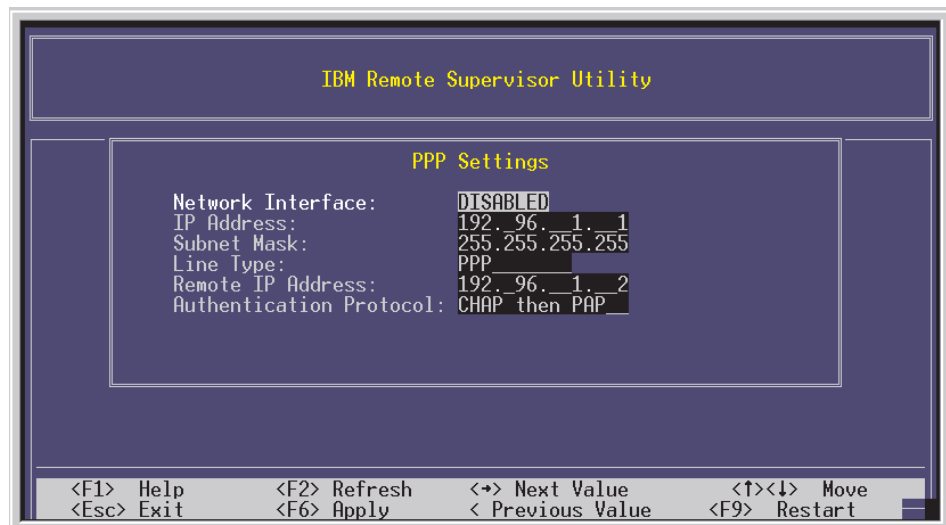 IBM Remote Supervisor Utility
PPP Settings
Network Interface: DISABLED
IP Address: 192._96.__1.__1
Subnet Mask: 255.255.255.255
Line Type: PPP_______
Remote IP Address: 192._96.__1.__2
Authentication Protocol: CHAP then PAP__
<F1> Help <F2> Refresh <→> Next Value <↑><↓> Move
<Esc> Exit <F6> Apply < Previous Value <F9> Restart